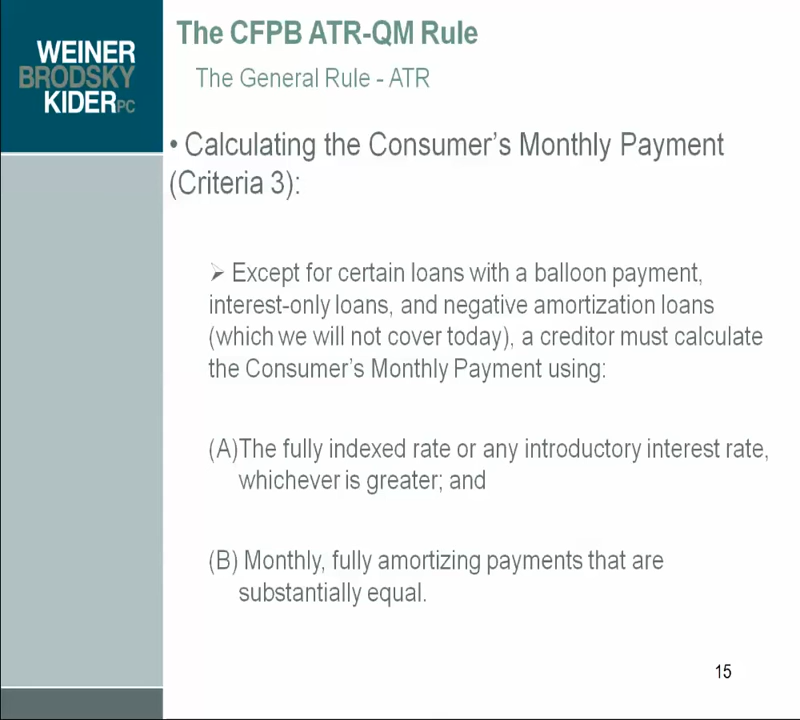 WEINER
BRODSKY
KIDER PC
The CFPB ATR-QM Rule
The General Rule - ATR
• Calculating the Consumer's Monthly Payment
(Criteria 3):
➢ Except for certain loans with a balloon payment,
interest-only loans, and negative amortization loans
(which we will not cover today), a creditor must calculate
the Consumer's Monthly Payment using:
(A)The fully indexed rate or any introductory interest rate,
whichever is greater; and
(B) Monthly, fully amortizing payments that are
substantially equal.
15